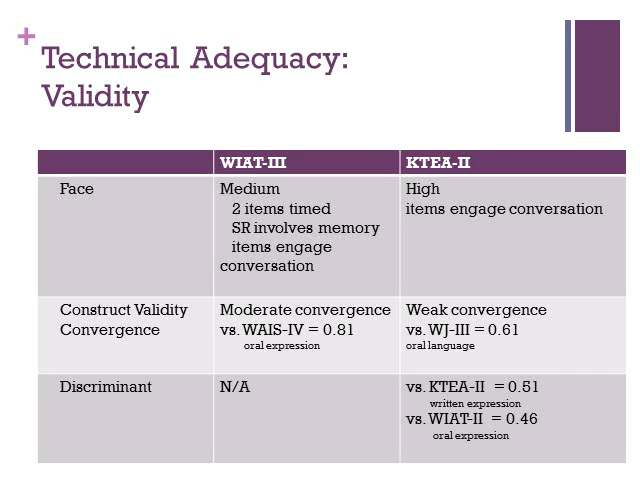 +
Technical Adequacy:
Validity
WIAT-III
KTEA-II
Face
Medium
2 items timed
SR involves memory
items engage
conversation
High
items engage conversation
Construct Validity
Convergence
Moderate convergence
vs. WAIS-IV = 0.81
oral expression
Weak convergence
vs. WJ-III = 0.61
oral language
Discriminant
N/A
vs. KTEA-II = 0.51
written expression
vs. WIAT-II = 0.46
oral expression